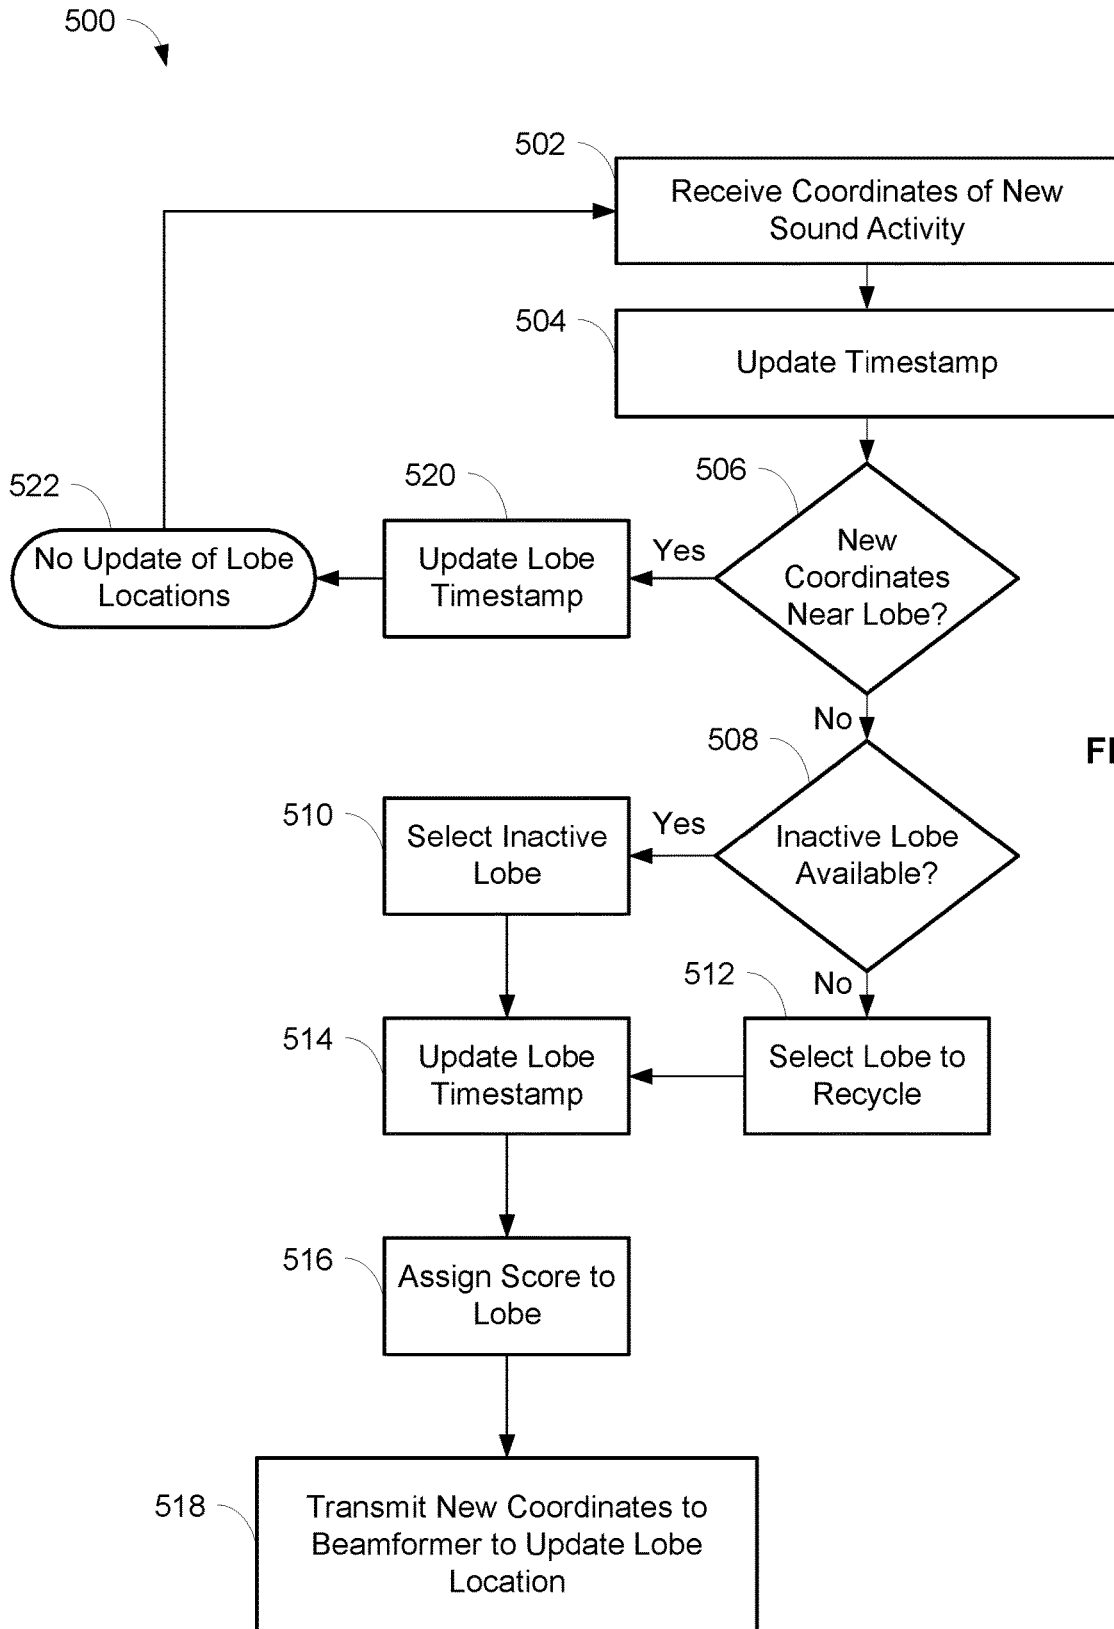 500
502
Receive Coordinates of New
Sound Activity
504
Update Timestamp
506
New
Coordinates
Near Lobe?
Yes
520
Update Lobe
Timestamp
522
No Update of Lobe
Locations
No
508
Inactive Lobe
Available?
Yes
510
Select Inactive
Lobe
No
512
Select Lobe to
Recycle
514
Update Lobe
Timestamp
516
Assign Score to
Lobe
518
Transmit New Coordinates to
Beamformer to Update Lobe
Location